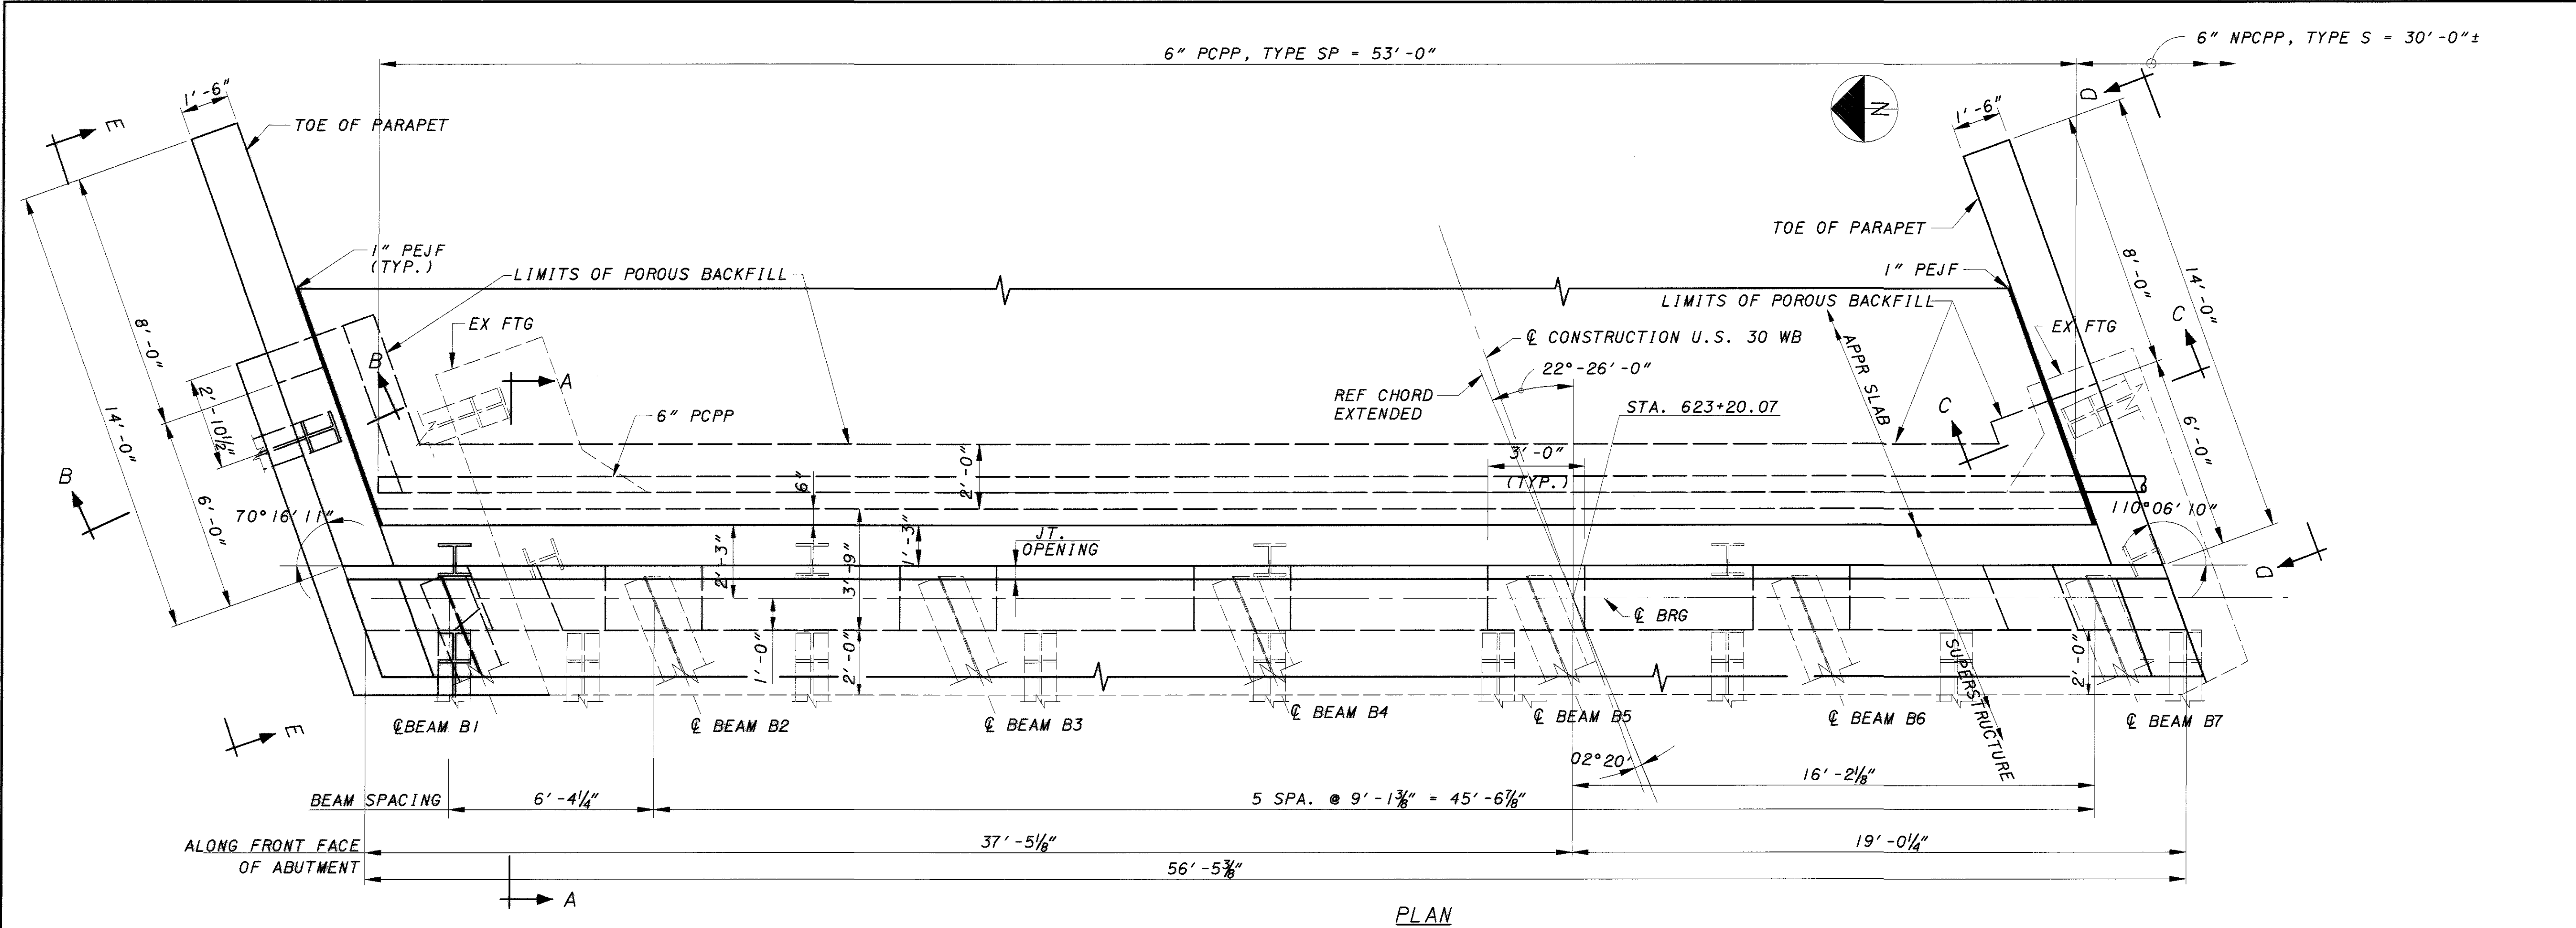 6" PCPP, TYPE SP = 53'-0"
6" NPCPP, TYPE S = 30'-0"±
1'-6"
E
TOE OF PARAPET
N
1'-6"
D
TOE OF PARAPET
1" PEJF
(TYP.)
LIMITS OF POROUS BACKFILL
1" PEJF
LIMITS OF POROUS BACKFILL
8'-0"
14'-0"
8'-0"
14'-0"
EX FTG
B
A
℄ CONSTRUCTION U.S. 30 WB
22°-26'-0"
REF CHORD
EXTENDED
STA. 623+20.07
APPR SLAB
EX FTG
C
C
2'-10½"
6" PCPP
3'-0"
(TYP.)
6'-0"
6'-0"
B
70°16'11"
6"
2'-0"
110°06'10"
2'-3"
3'-9"
1'-3"
JT.
OPENING
℄ BRG
D
1'-0"
2'-0"
2'-0"
SUPERSTRUCTURE
E
℄BEAM B1
℄ BEAM B2
℄ BEAM B3
℄ BEAM B4
℄ BEAM B5
℄ BEAM B6
℄ BEAM B7
02°20'
16'-2⅛"
BEAM SPACING
6'-4¼"
5 SPA. @ 9'-1⅜" = 45'-6⅞"
ALONG FRONT FACE
OF ABUTMENT
37'-5⅛"
19'-0¼"
56'-5⅜"
A
PLAN